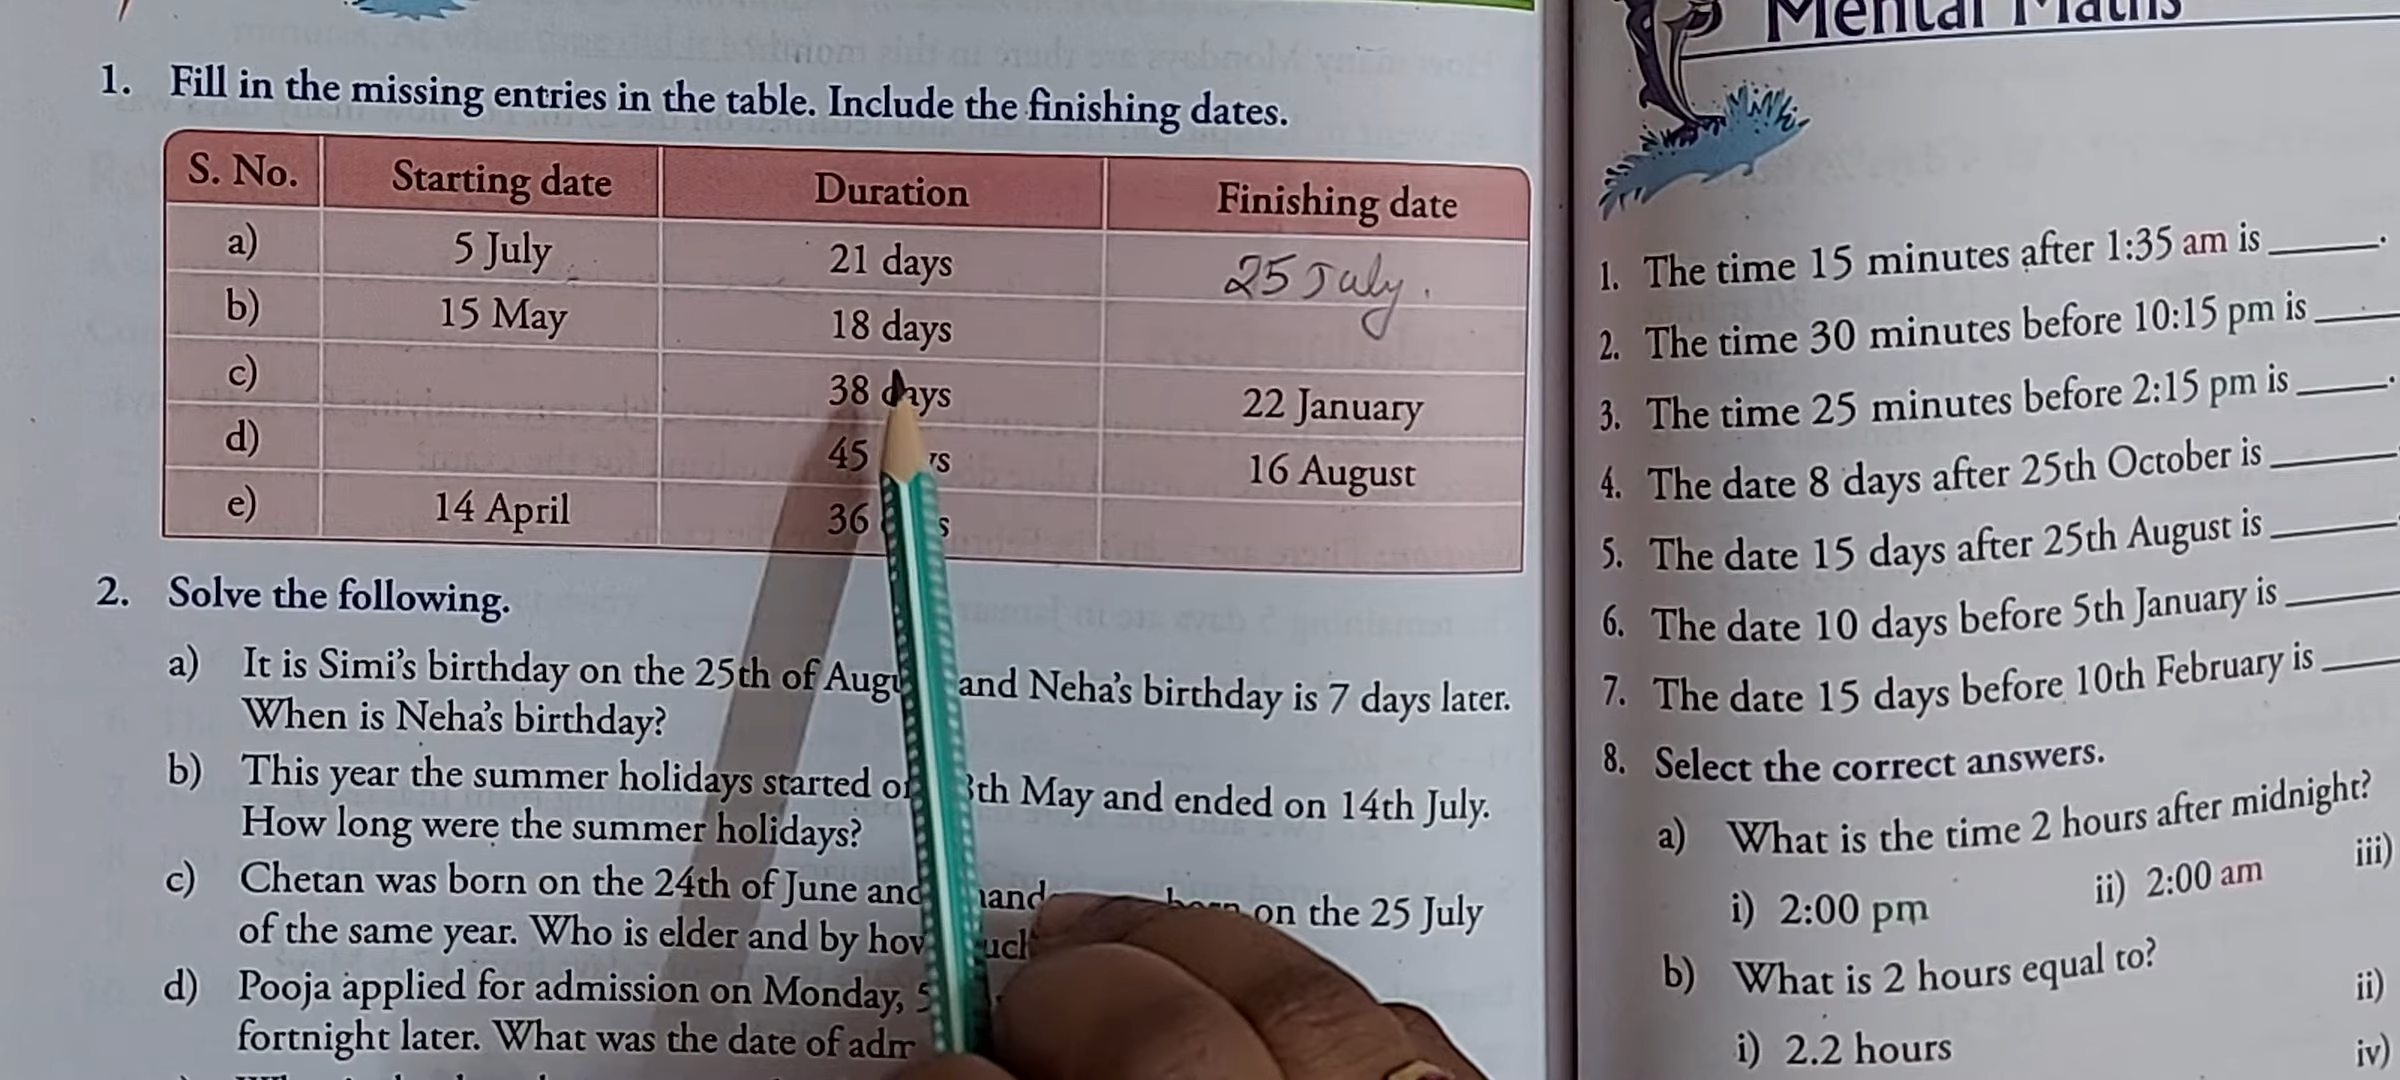 Mental Maths
1. Fill in the missing entries in the table. Include the finishing dates.
S. No. Starting date Duration Finishing date
a) 5 July 21 days 25 July.
b) 15 May 18 days
c) 38 days 22 January
d) 45 16 August
e) 14 April 36
2. Solve the following.
a) It is Simi's birthday on the 25th of and Neha's birthday is 7 days later.
When is Neha's birthday?
b) This year the summer holidays started May and ended on 14th July.
How long were the summer holidays?
c) Chetan was born on the 24th of June and on the 25 July
of the same year. Who is elder and by
d) Pooja applied for admission on Monday,
fortnight later. What was the date of
1. The time 15 minutes after 1:35 am is ______.
2. The time 30 minutes before 10:15 pm is ______
3. The time 25 minutes before 2:15 pm is ______.
4. The date 8 days after 25th October is ______
5. The date 15 days after 25th August is ______
6. The date 10 days before 5th January is ______
7. The date 15 days before 10th February is ______
8. Select the correct answers.
a) What is the time 2 hours after midnight?
i) 2:00 pm ii) 2:00 am iii)
b) What is 2 hours equal to?
ii)
i) 2.2 hours
iv)